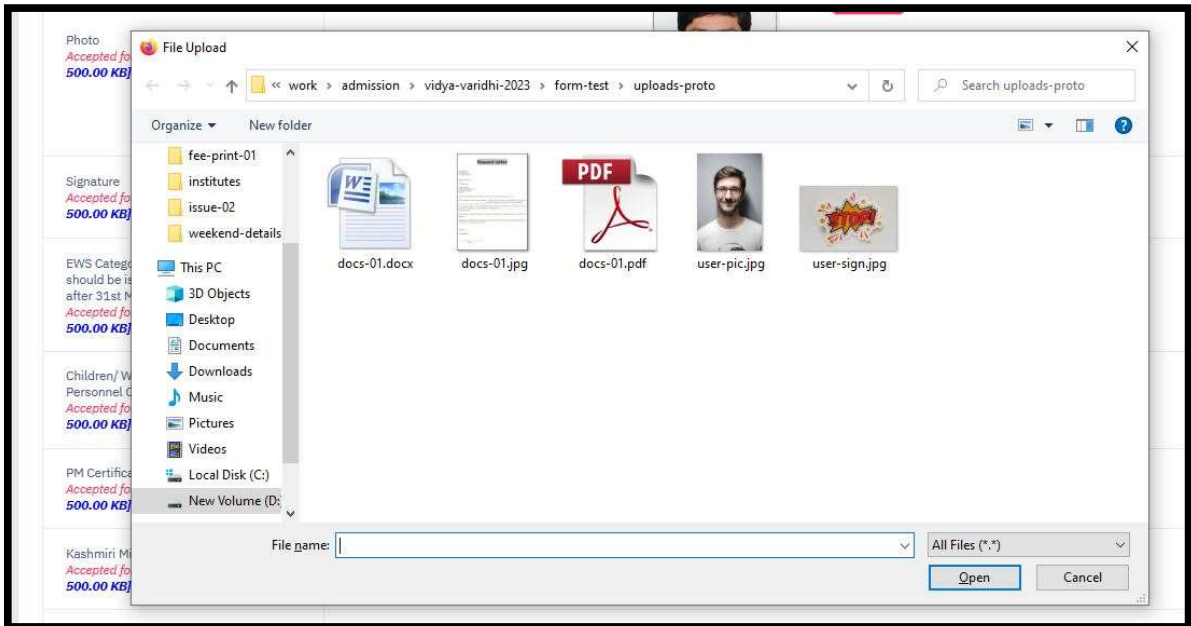 Photo
Accepted fo
500.00 KB]
Signature
Accepted fo
500.00 KB]
EWS Catego
should be is
after 31st M
Accepted fo
500.00 KB]
Children/ W
Personnel C
Accepted fo
500.00 KB]
PM Certifica
Accepted fo
500.00 KB]
Kashmiri Mi
Accepted fo
500.00 KB]
File Upload
« work › admission › vidya-varidhi-2023 › form-test › uploads-proto
Search uploads-proto
Organize
New folder
fee-print-01
institutes
issue-02
weekend-details
This PC
3D Objects
Desktop
Documents
Downloads
Music
Pictures
Videos
Local Disk (C:)
New Volume (D:
W
Request Letter
PDF
STOP!
docs-01.docx
docs-01.jpg
docs-01.pdf
user-pic.jpg
user-sign.jpg
File name:
All Files (*.*)
Open
Cancel